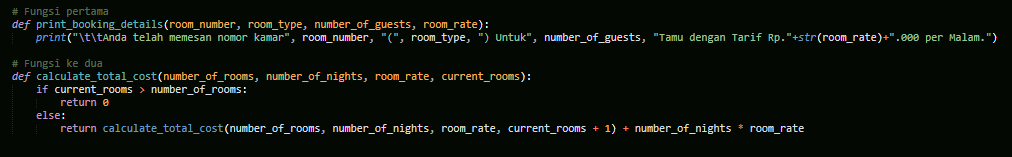 # Fungsi pertama
def print_booking_details(room_number, room_type, number_of_guests, room_rate):
    print("\t\tAnda telah memesan nomor kamar", room_number, "(", room_type, ") Untuk", number_of_guests, "Tamu dengan Tarif Rp."+str(room_rate)+".000 per Malam.")
# Fungsi ke dua
def calculate_total_cost(number_of_rooms, number_of_nights, room_rate, current_rooms):
    if current_rooms > number_of_rooms:
        return 0
    else:
        return calculate_total_cost(number_of_rooms, number_of_nights, room_rate, current_rooms + 1) + number_of_nights * room_rate